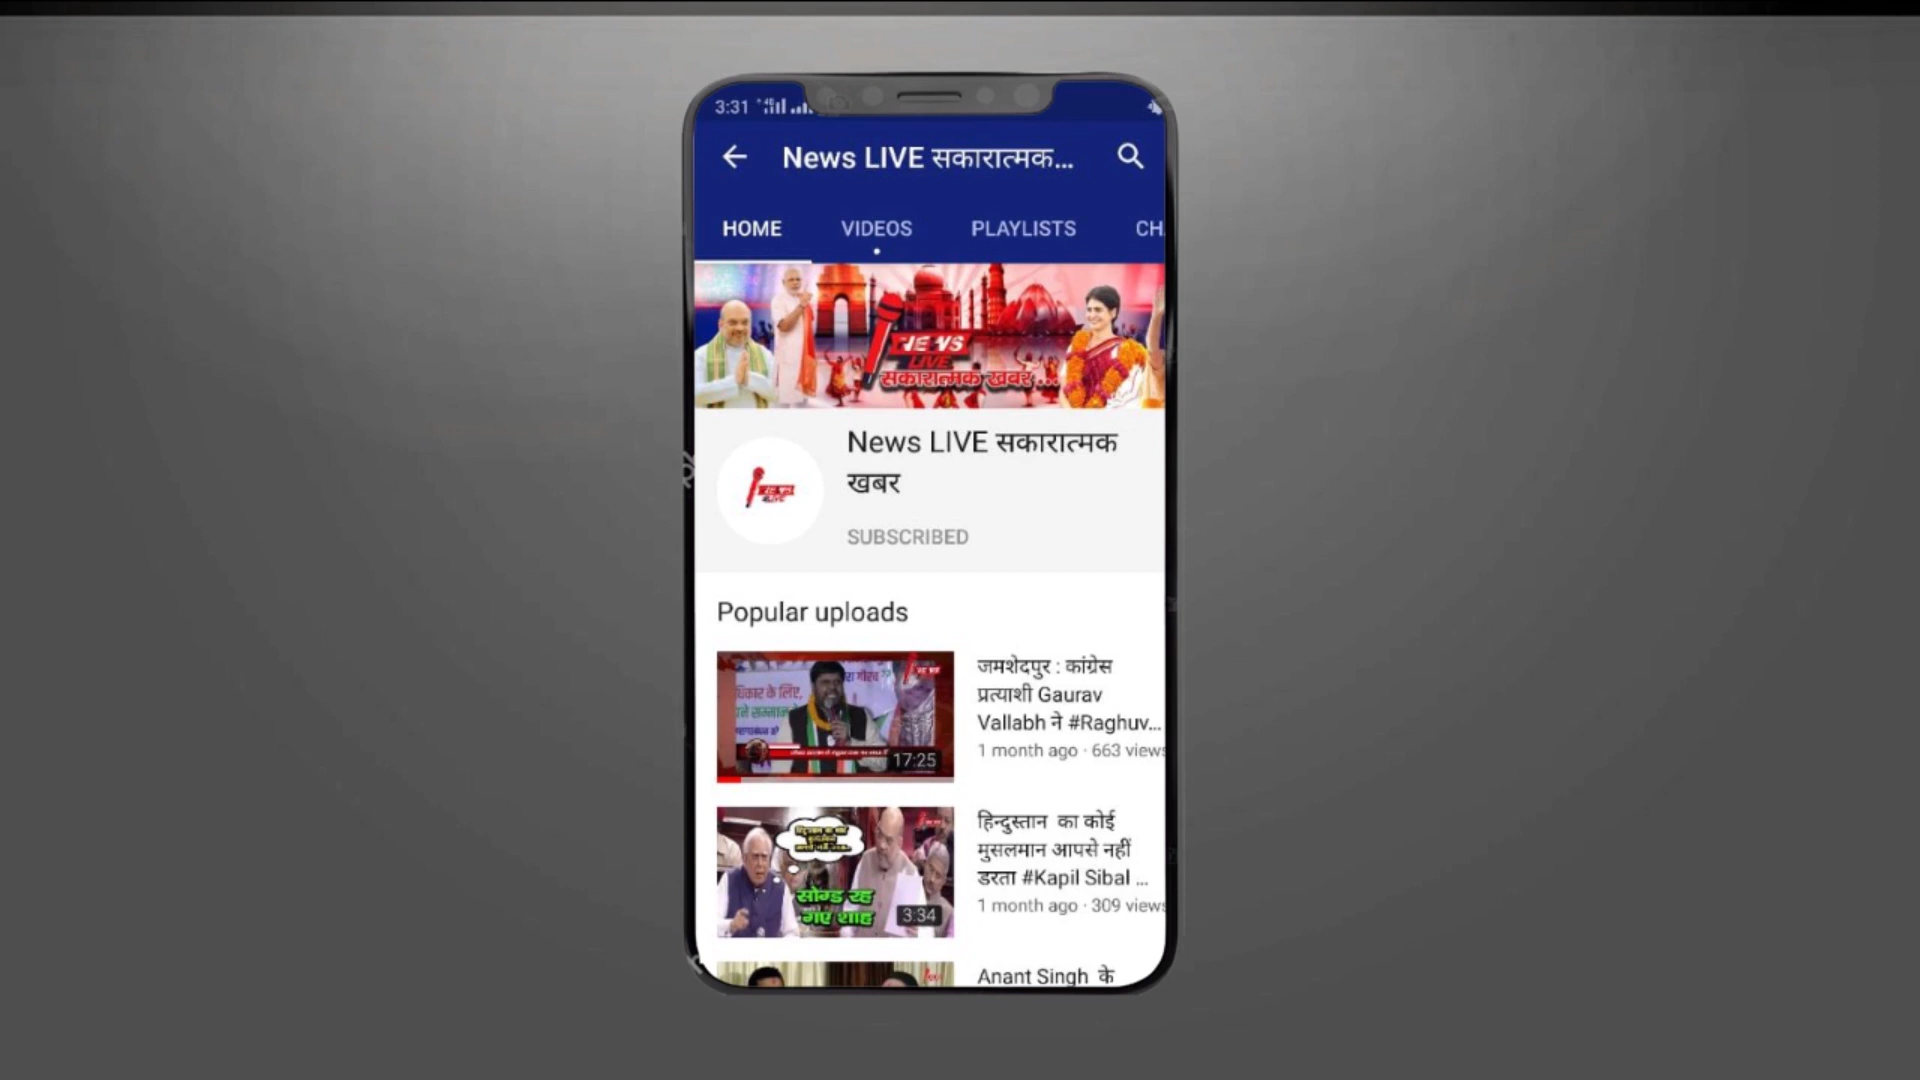 3:31
News LIVE सकारात्मक...
HOME VIDEOS PLAYLISTS CH
NEWS
LIVE
सकारात्मक खबर...
News LIVE सकारात्मक
खबर
SUBSCRIBED
Popular uploads
जमशेदपुर : कांग्रेस
प्रत्याशी Gaurav
Vallabh ने #Raghuv...
1 month ago · 663 views
धिकार के लिए,
17:25
हिन्दुस्तान का कोई
मुसलमान आपसे नहीं
डरता #Kapil Sibal ...
1 month ago · 309 views
गए शाह
3:34
Anant Singh के